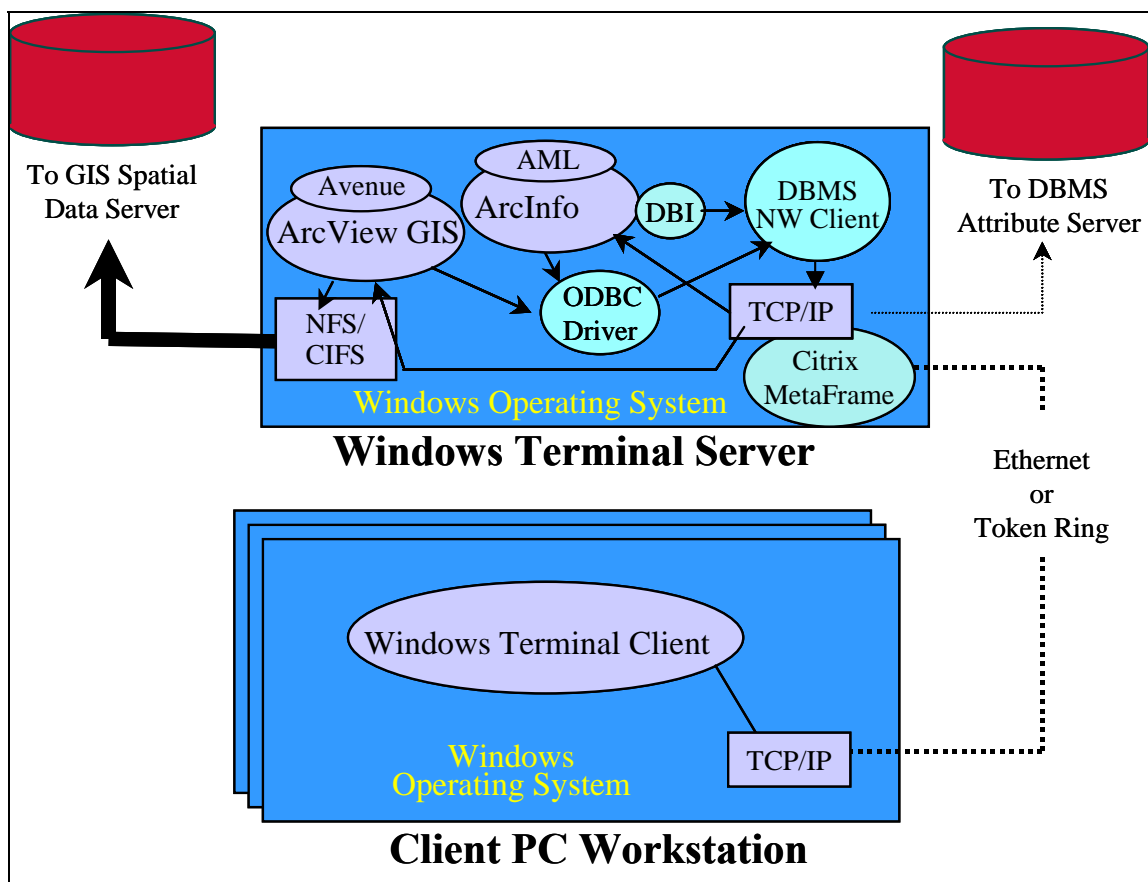 To GIS Spatial
Data Server
To DBMS
Attribute Server
Avenue
ArcView GIS
AML
ArcInfo
DBI
DBMS
NW Client
ODBC
Driver
NFS/
CIFS
TCP/IP
Citrix
MetaFrame
Windows Operating System
Windows Terminal Server
Ethernet
or
Token Ring
Windows Terminal Client
TCP/IP
Windows
Operating System
Client PC Workstation